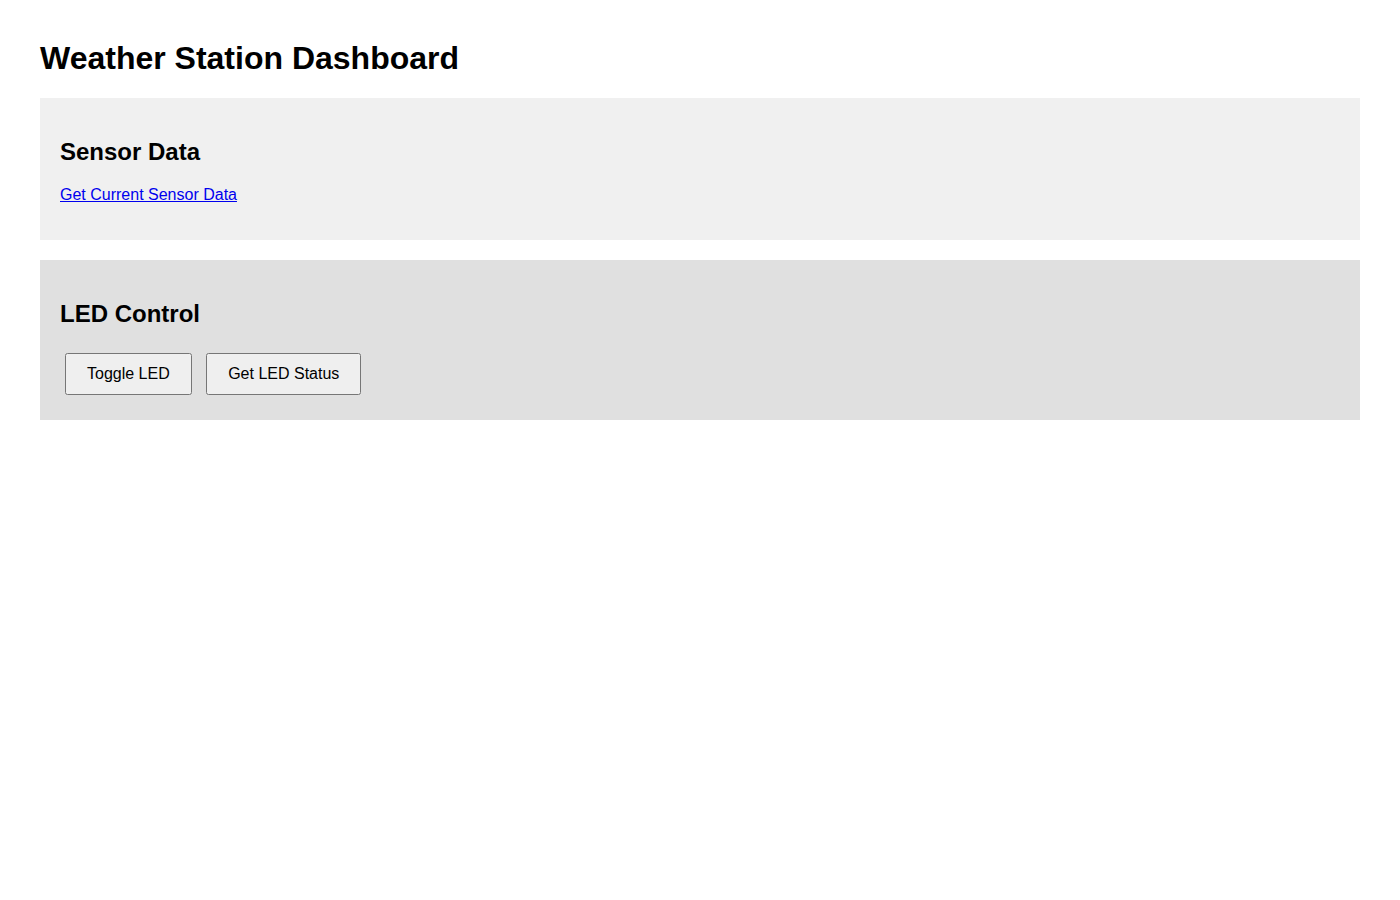 Weather Station Dashboard
Sensor Data
Get Current Sensor Data
LED Control
Toggle LED Get LED Status